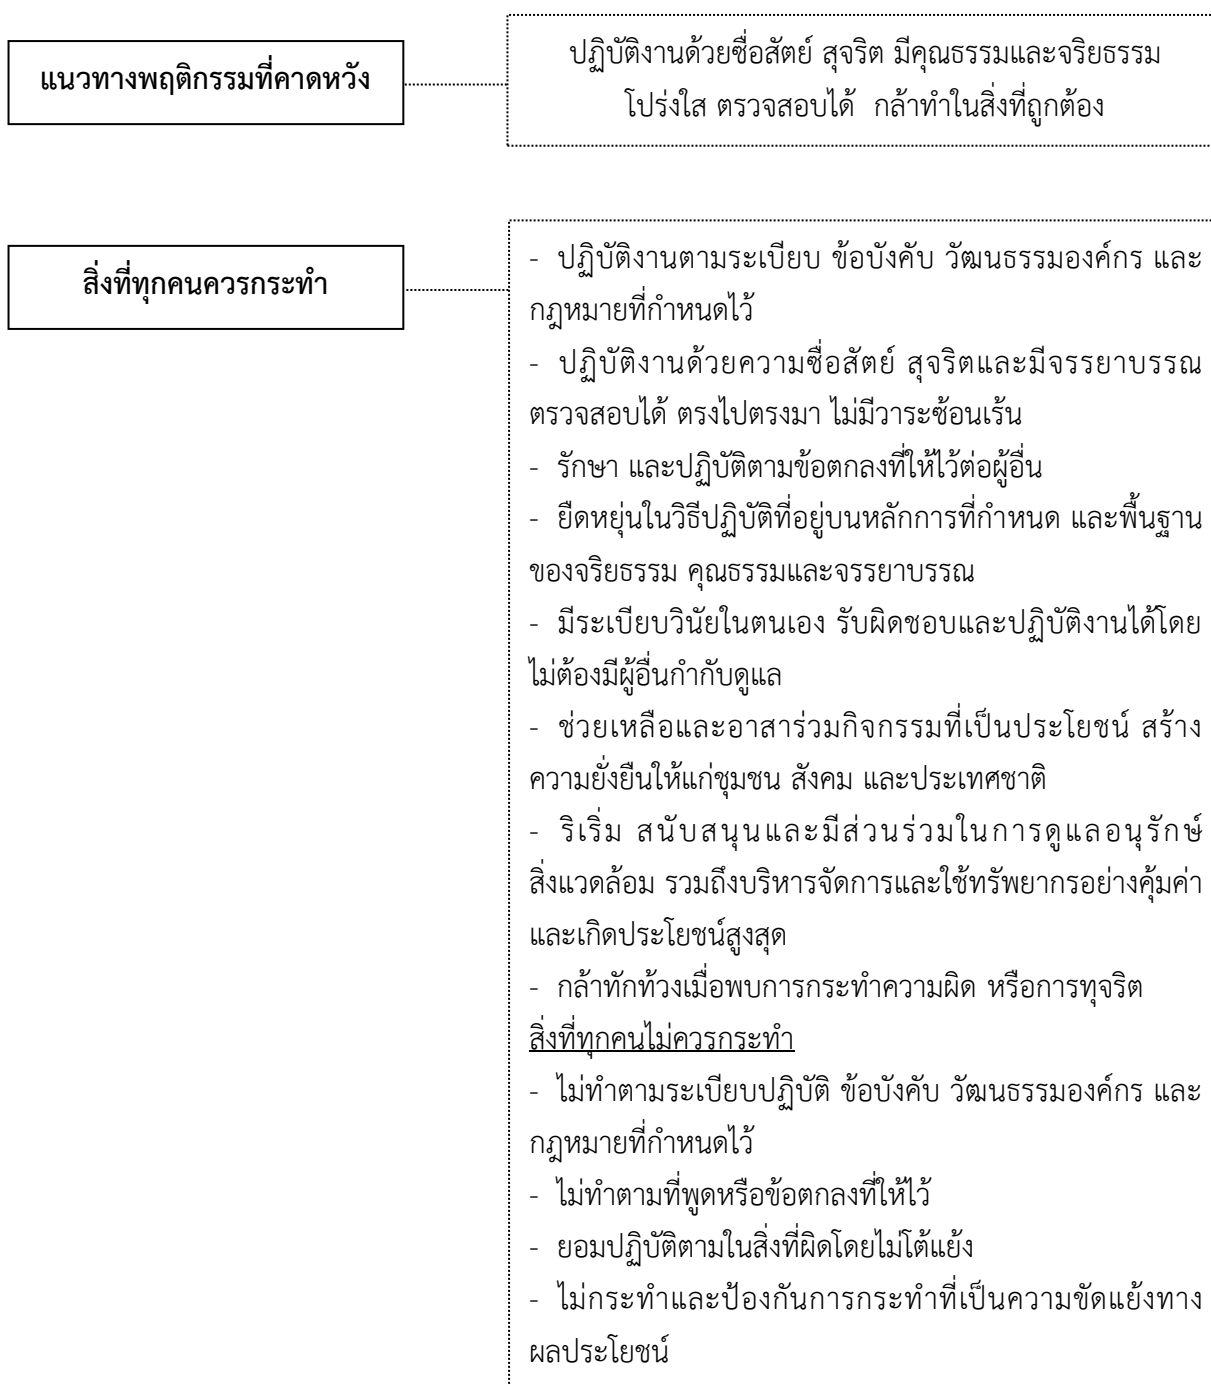 แนวทางพฤติกรรมที่คาดหวัง
ปฏิบัติงานด้วยซื่อสัตย์ สุจริต มีคุณธรรมและจริยธรรม
โปร่งใส ตรวจสอบได้ กล้าทำในสิ่งที่ถูกต้อง
สิ่งที่ทุกคนควรกระทำ
- ปฏิบัติงานตามระเบียบ ข้อบังคับ วัฒนธรรมองค์กร และ
กฎหมายที่กำหนดไว้
- ปฏิบัติงานด้วยความซื่อสัตย์ สุจริตและมีจรรยาบรรณ
ตรวจสอบได้ ตรงไปตรงมา ไม่มีวาระซ้อนเร้น
- รักษา และปฏิบัติตามข้อตกลงที่ให้ไว้ต่อผู้อื่น
- ยืดหยุ่นในวิธีปฏิบัติที่อยู่บนหลักการที่กำหนด และพื้นฐาน
ของจริยธรรม คุณธรรมและจรรยาบรรณ
- มีระเบียบวินัยในตนเอง รับผิดชอบและปฏิบัติงานได้โดย
ไม่ต้องมีผู้อื่นกำกับดูแล
- ช่วยเหลือและอาสาร่วมกิจกรรมที่เป็นประโยชน์ สร้าง
ความยั่งยืนให้แก่ชุมชน สังคม และประเทศชาติ
- ริเริ่ม สนับสนุนและมีส่วนร่วมในการดูแลอนุรักษ์
สิ่งแวดล้อม รวมถึงบริหารจัดการและใช้ทรัพยากรอย่างคุ้มค่า
และเกิดประโยชน์สูงสุด
- กล้าทักท้วงเมื่อพบการกระทำความผิด หรือการทุจริต
สิ่งที่ทุกคนไม่ควรกระทำ
- ไม่ทำตามระเบียบปฏิบัติ ข้อบังคับ วัฒนธรรมองค์กร และ
กฎหมายที่กำหนดไว้
- ไม่ทำตามที่พูดหรือข้อตกลงที่ให้ไว้
- ยอมปฏิบัติตามในสิ่งที่ผิดโดยไม่โต้แย้ง
- ไม่กระทำและป้องกันการกระทำที่เป็นความขัดแย้งทาง
ผลประโยชน์